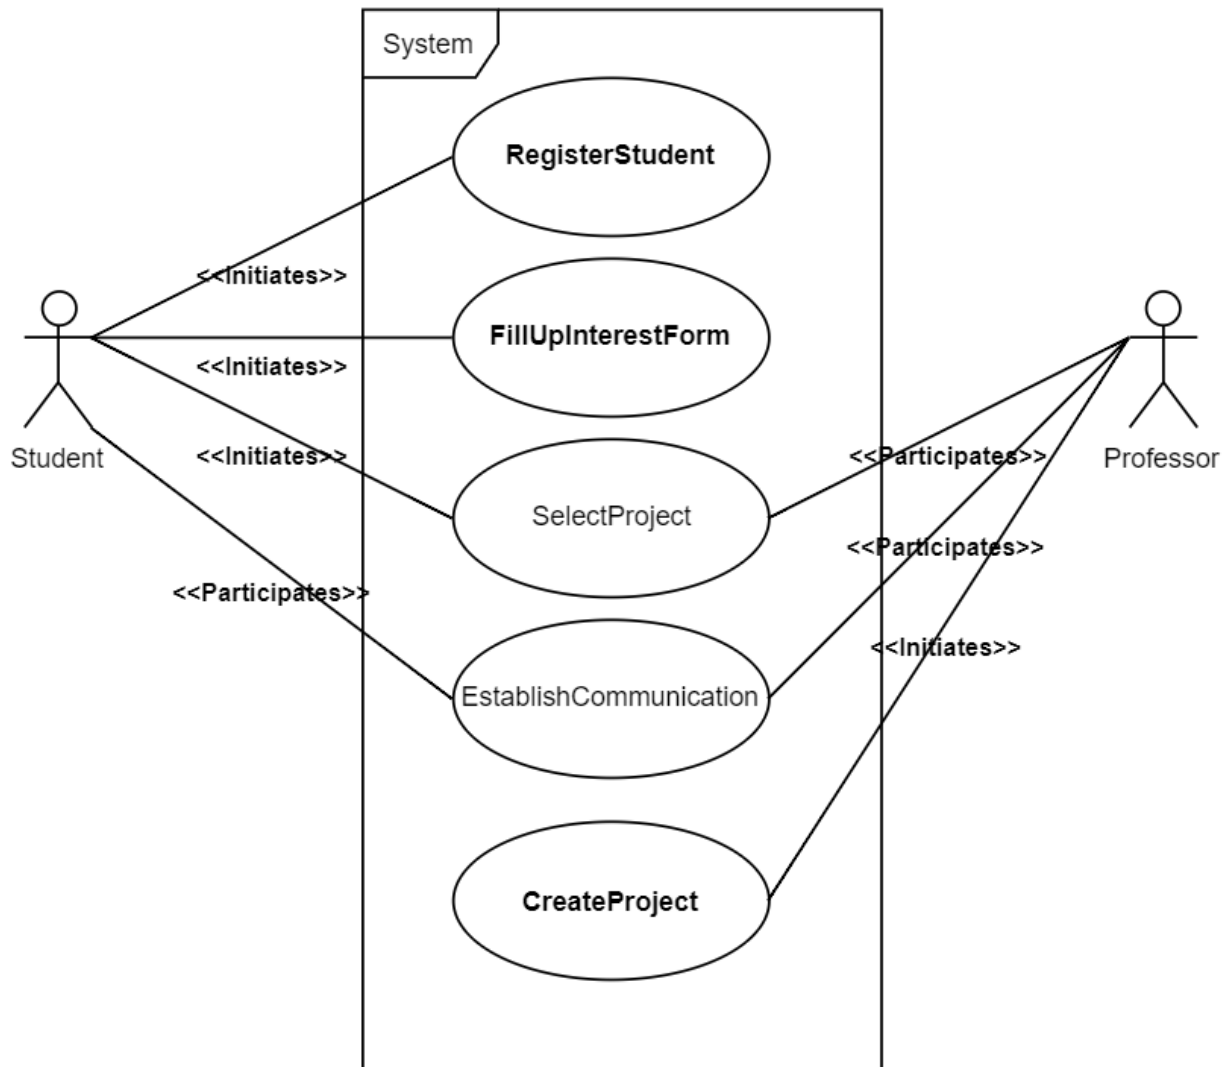 System
RegisterStudent
<<Initiates>>
FillUpInterestForm
<<Initiates>>
Student
<<Initiates>>
<<Participates>>
Professor
SelectProject
<<Participates>>
<<Participates>>
<<Initiates>>
EstablishCommunication
CreateProject